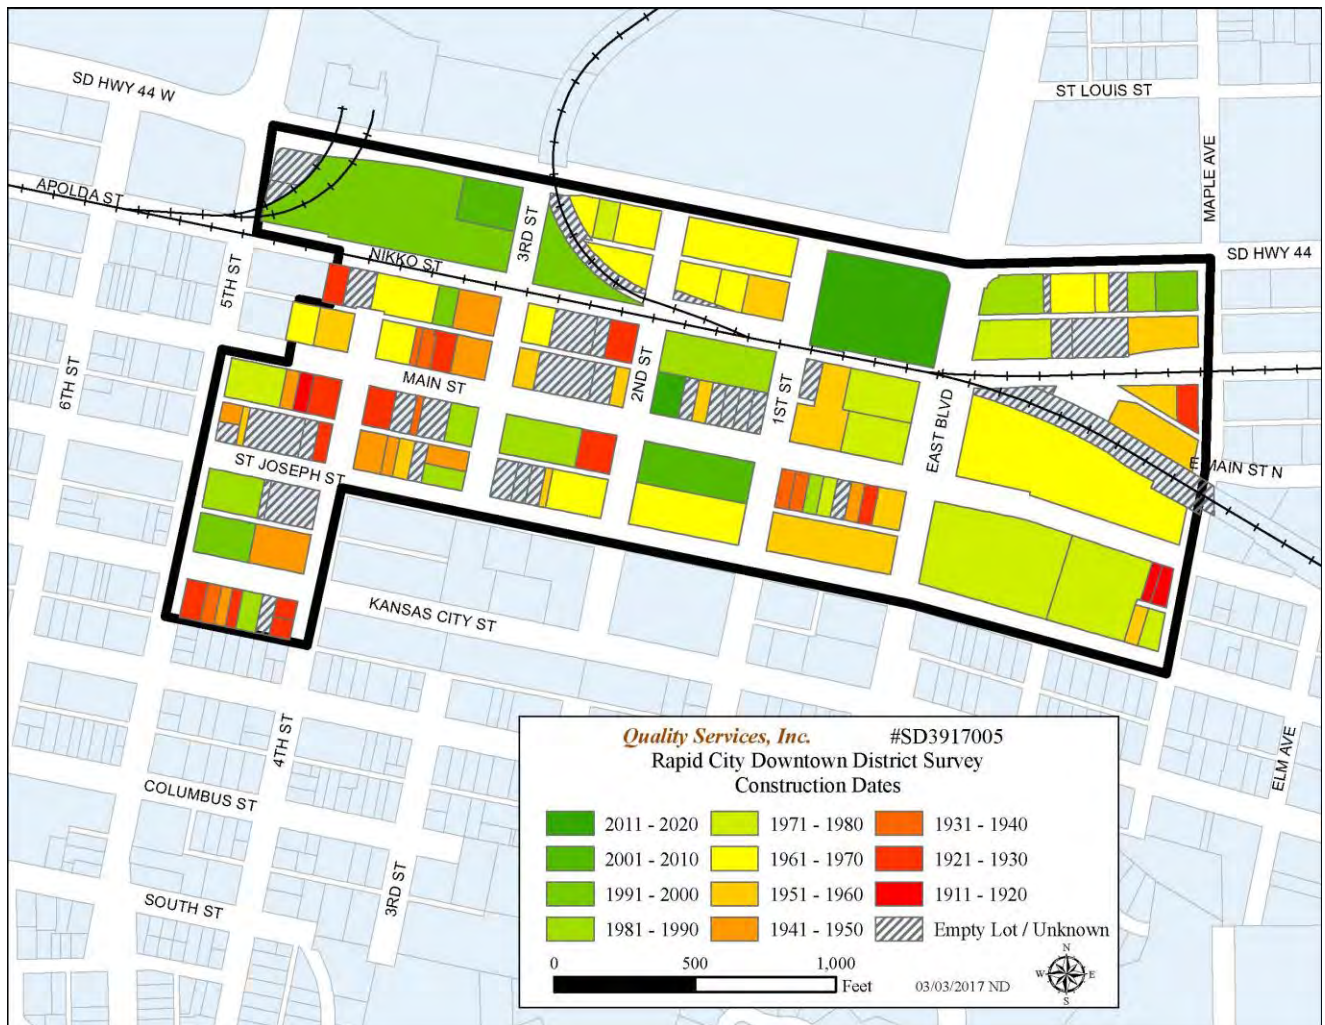 SD HWY 44 W
ST LOUIS ST
MAPLE AVE
APOLDA ST
3RD ST
NIKKO ST
SD HWY 44
5TH ST
6TH ST
MAIN ST
2ND ST
1ST ST
EAST BLVD
E MAIN ST N
ST JOSEPH ST
KANSAS CITY ST
4TH ST
COLUMBUS ST
3RD ST
SOUTH ST
ELM AVE
Quality Services, Inc. #SD3917005
Rapid City Downtown District Survey
Construction Dates
2011 - 2020 1971 - 1980 1931 - 1940
2001 - 2010 1961 - 1970 1921 - 1930
1991 - 2000 1951 - 1960 1911 - 1920
1981 - 1990 1941 - 1950 Empty Lot / Unknown
0 500 1,000
Feet 03/03/2017 ND
N
W E
S